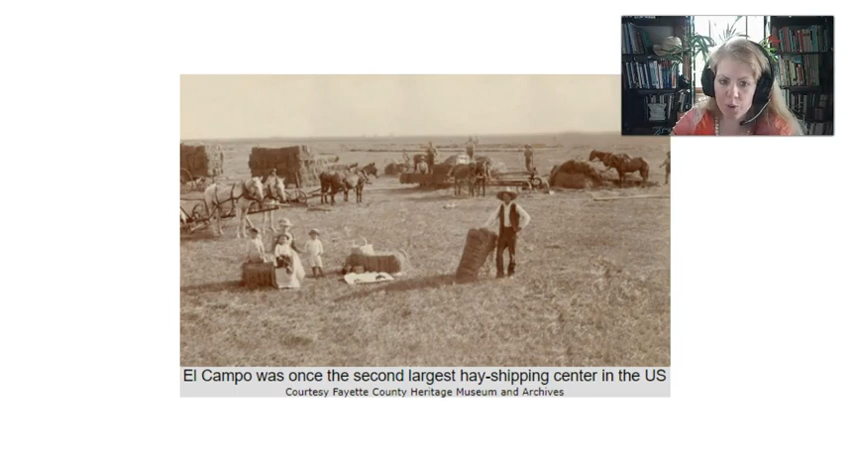 El Campo was once the second largest hay-shipping center in the US
Courtesy Fayette County Heritage Museum and Archives